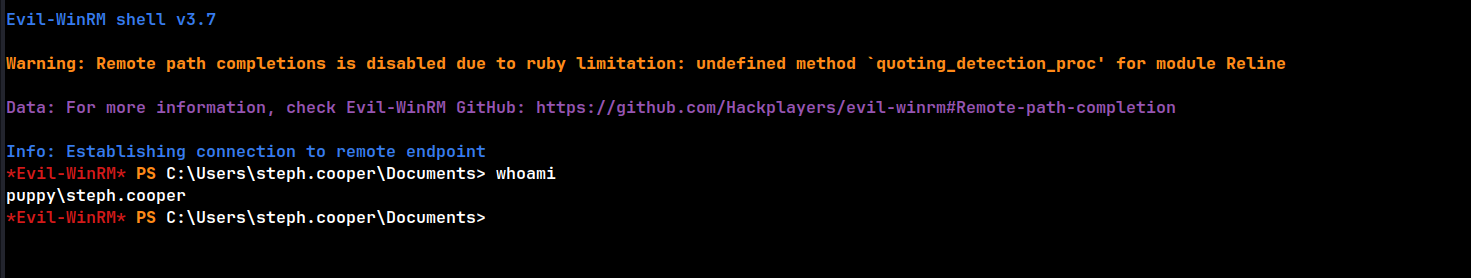 Evil-WinRM shell v3.7
Warning: Remote path completions is disabled due to ruby limitation: undefined method `quoting_detection_proc' for module Reline
Data: For more information, check Evil-WinRM GitHub: https://github.com/Hackplayers/evil-winrm#Remote-path-completion
Info: Establishing connection to remote endpoint
*Evil-WinRM* PS C:\Users\steph.cooper\Documents> whoami
puppy\steph.cooper
*Evil-WinRM* PS C:\Users\steph.cooper\Documents>